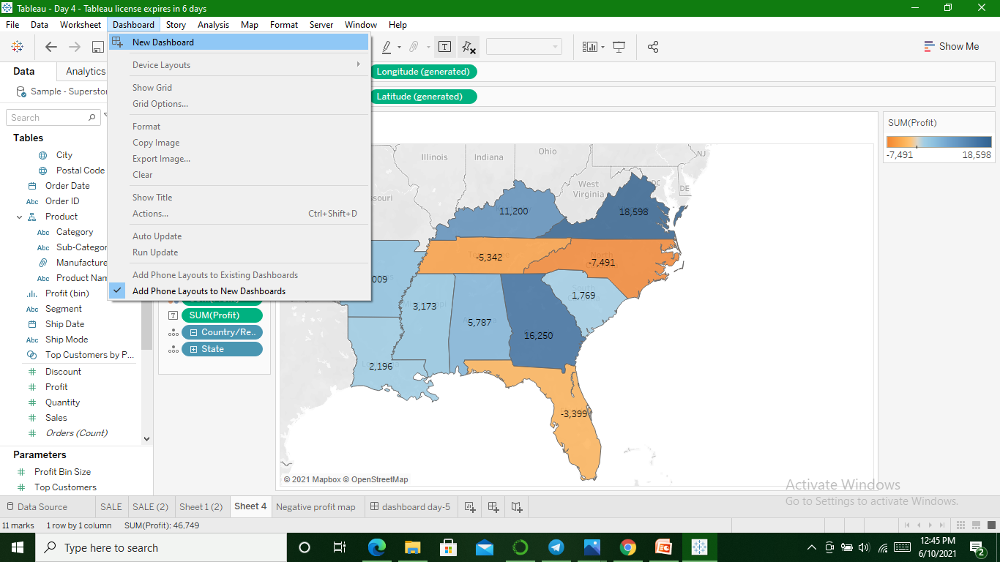 Tableau - Day 4 - Tableau license expires in 6 days
File Data Worksheet Dashboard Story Analysis Map Format Server Window Help
New Dashboard
Device Layouts
Show Grid
Grid Options...
Format
Copy Image
Export Image...
Clear
Show Title
Actions... Ctrl+Shift+D
Auto Update
Run Update
Add Phone Layouts to Existing Dashboards
Add Phone Layouts to New Dashboards
Show Me
Data Analytics
Sample - Supersto
Search
Tables
City
Postal Code
Order Date
Abc Order ID
Product
Abc Category
Abc Sub-Categor
Manufacture
Abc Product Nam
Profit (bin)
Abc Segment
Ship Date
Abc Ship Mode
Top Customers by P...
Discount
Profit
Quantity
Sales
Orders (Count)
Parameters
Profit Bin Size
Top Customers
SUM(Profit)
Country/Re..
State
Longitude (generated)
Latitude (generated)
Illinois
Indiana
Ohio
NJ
souri
West
Virginia
DC
DE
11,200
18,598
-5,342
North
-7,491
009
3,173
5,787
16,250
1,769
2,196
-3,399
© 2021 Mapbox © OpenStreetMap
SUM(Profit)
-7,491 18,598
Activate Windows
Go to Settings to activate Windows.
Data Source SALE SALE (2) Sheet 1 (2) Sheet 4 Negative profit map dashboard day-5
11 marks 1 row by 1 column SUM(Profit): 46,749
Type here to search
12:45 PM
6/10/2021
2